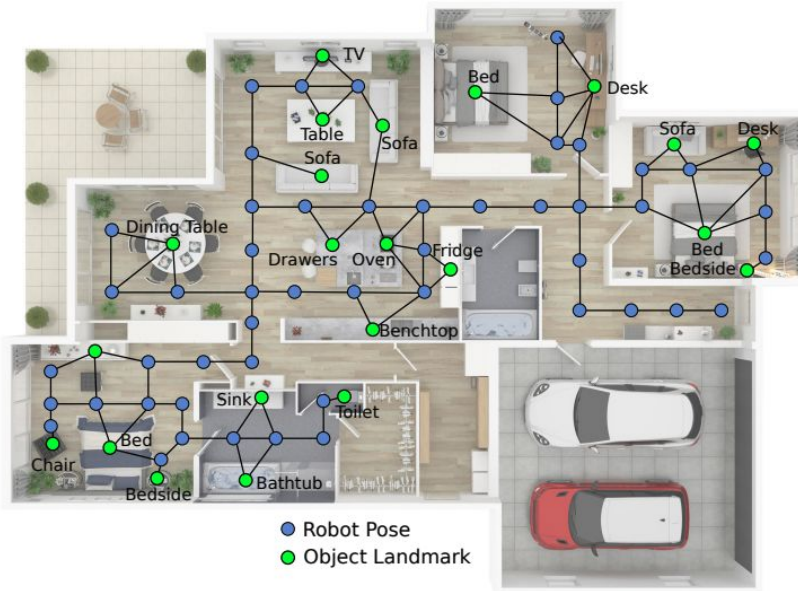 TV
Bed
Desk
Table
Sofa
Sofa
Sofa
Desk
Dining Table
Drawers
Oven
Fridge
Bed
Bedside
Benchtop
Sink
Toilet
Bed
Chair
Bedside
Bathtub
Robot Pose
Object Landmark